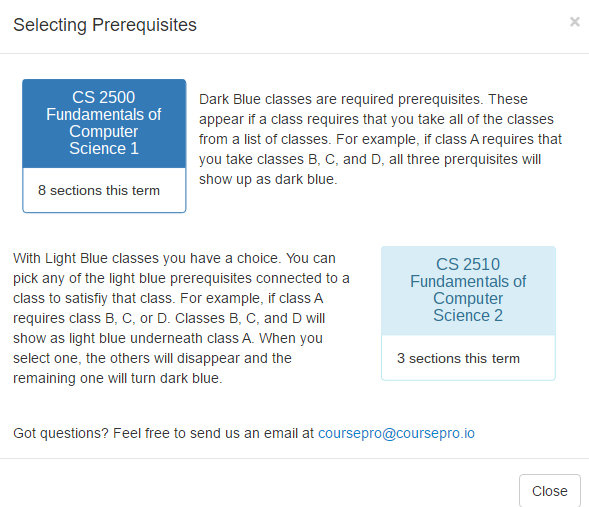 Selecting Prerequisites
×
CS 2500
Fundamentals of
Computer
Science 1
8 sections this term
Dark Blue classes are required prerequisites. These
appear if a class requires that you take all of the classes
from a list of classes. For example, if class A requires that
you take classes B, C, and D, all three prerquisites will
show up as dark blue.
With Light Blue classes you have a choice. You can
pick any of the light blue prerequisites connected to a
class to satisfiy that class. For example, if class A
requires class B, C, or D. Classes B, C, and D will
show as light blue underneath class A. When you
select one, the others will disappear and the
remaining one will turn dark blue.
CS 2510
Fundamentals of
Computer
Science 2
3 sections this term
Got questions? Feel free to send us an email at coursepro@coursepro.io
Close